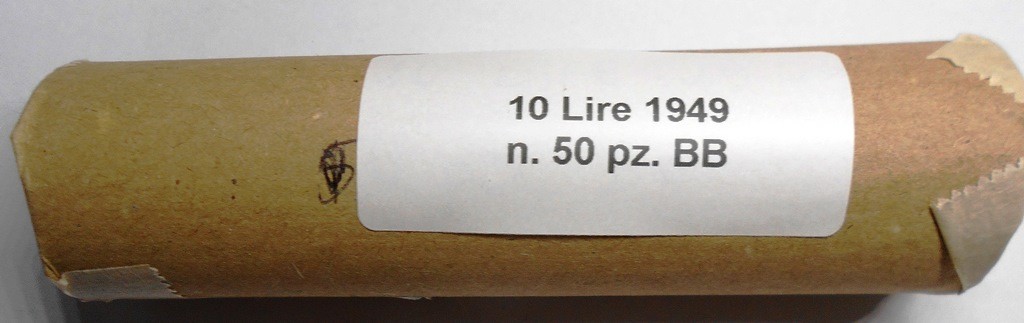 10 Lire 1949
n. 50 pz. BB